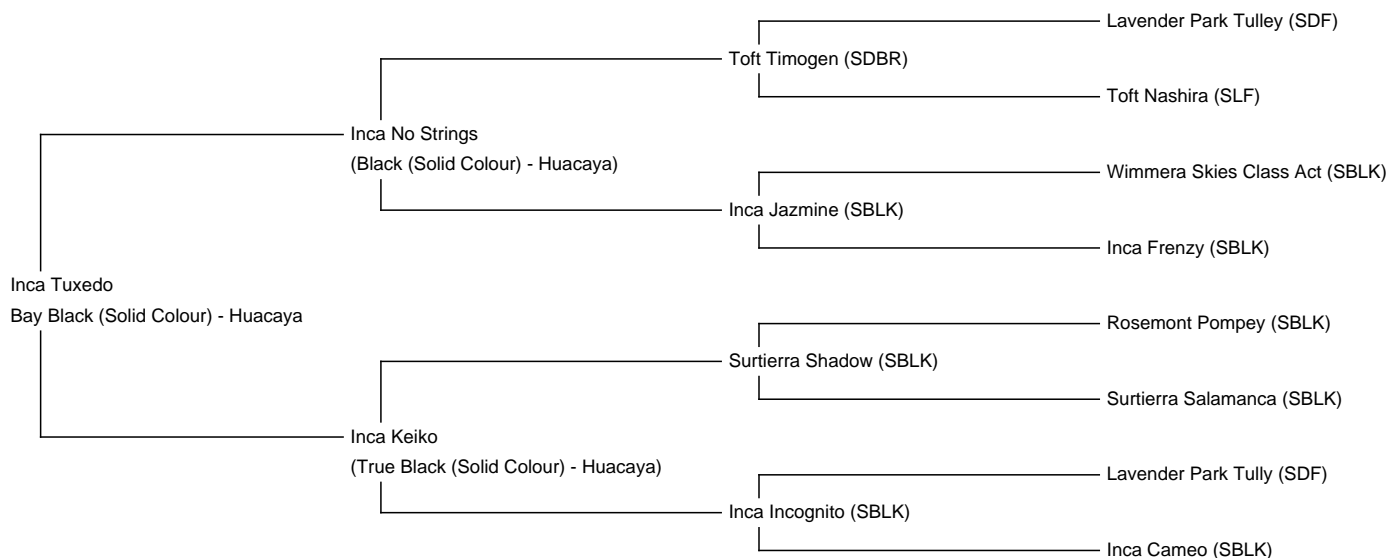 Lavender Park Tulley (SDF)
Toft Timogen (SDBR)
Toft Nashira (SLF)
Inca No Strings
(Black (Solid Colour) - Huacaya)
Wimmera Skies Class Act (SBLK)
Inca Jazmine (SBLK)
Inca Frenzy (SBLK)
Inca Tuxedo
Bay Black (Solid Colour) - Huacaya
Rosemont Pompey (SBLK)
Surtierra Shadow (SBLK)
Surtierra Salamanca (SBLK)
Inca Keiko
(True Black (Solid Colour) - Huacaya)
Lavender Park Tully (SDF)
Inca Incognito (SBLK)
Inca Cameo (SBLK)